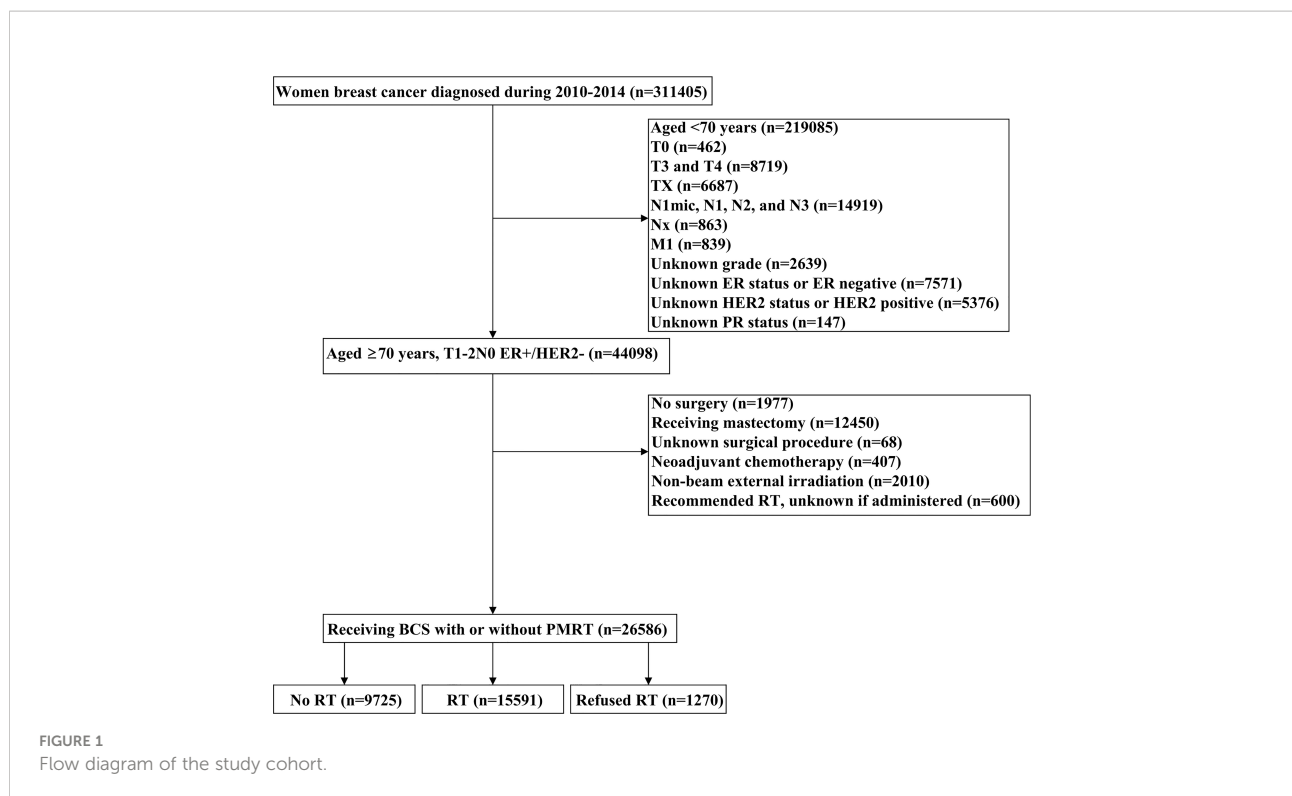 Women breast cancer diagnosed during 2010-2014 (n=311405)
Aged <70 years (n=219085)
T0 (n=462)
T3 and T4 (n=8719)
TX (n=6687)
N1mic, N1, N2, and N3 (n=14919)
Nx (n=863)
M1 (n=839)
Unknown grade (n=2639)
Unknown ER status or ER negative (n=7571)
Unknown HER2 status or HER2 positive (n=5376)
Unknown PR status (n=147)
Aged ≥70 years, T1-2N0 ER+/HER2- (n=44098)
No surgery (n=1977)
Receiving mastectomy (n=12450)
Unknown surgical procedure (n=68)
Neoadjuvant chemotherapy (n=407)
Non-beam external irradiation (n=2010)
Recommended RT, unknown if administered (n=600)
Receiving BCS with or without PMRT (n=26586)
No RT (n=9725)
RT (n=15591)
Refused RT (n=1270)
FIGURE 1
Flow diagram of the study cohort.